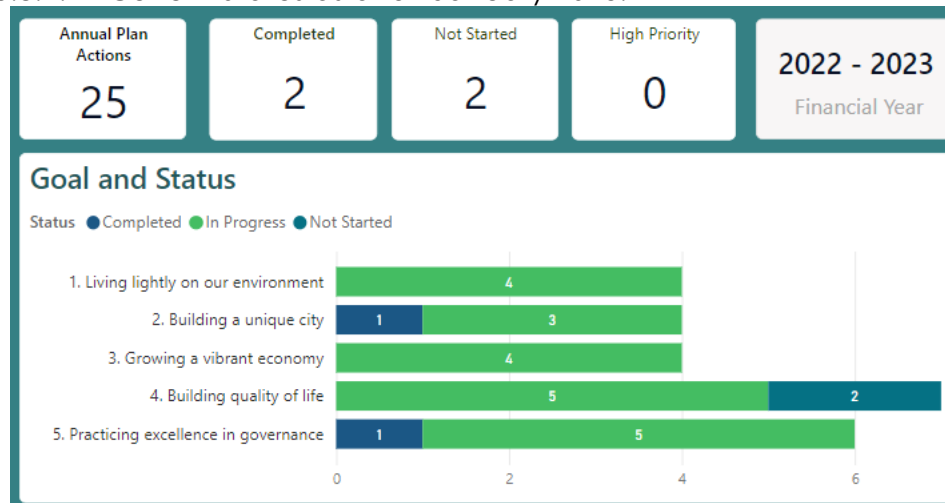 Annual Plan
Actions
25
Completed
2
Not Started
2
High Priority
0
2022 - 2023
Financial Year
Goal and Status
Status Completed In Progress Not Started
1. Living lightly on our environment 4
2. Building a unique city 1 3
3. Growing a vibrant economy 4
4. Building quality of life 5 2
5. Practicing excellence in governance 1 5
0 2 4 6